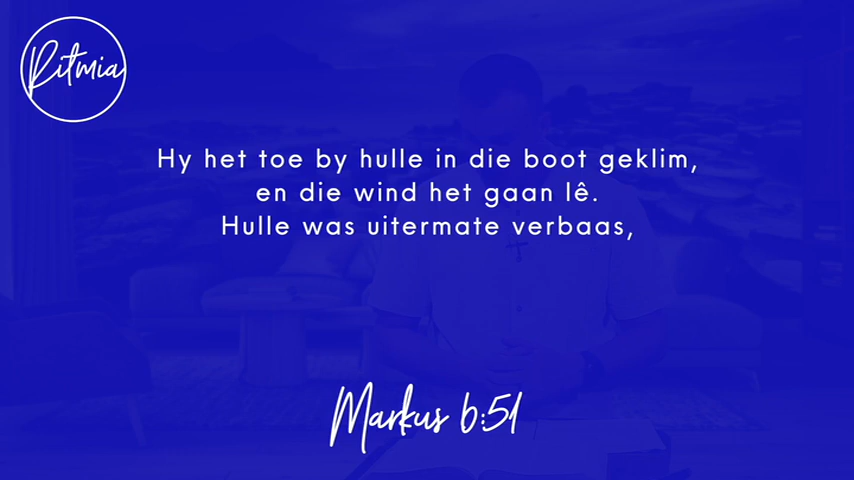 Ritmia
Hy het toe by hulle in die boot geklim,
en die wind het gaan lê.
Hulle was uitermate verbaas,
Markus 6:51